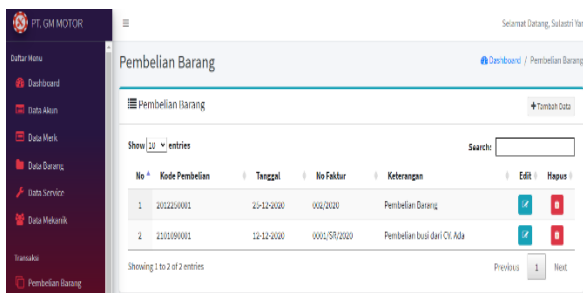 PT. GM MOTOR
Selamat Datang, Sulastri Yan
Daftar Menu
Dashboard
Data Akun
Data Merk
Data Barang
Data Service
Data Mekanik
Transaksi
Pembelian Barang
Pembelian Barang
Dashboard / Pembelian Barang
Pembelian Barang
+Tambah Data
Show 10 entries
Search:
No Kode Pembelian Tanggal No Faktur Keterangan Edit Hapus
1 2012250001 25-12-2020 002/2020 Pembelian Barang
2 2101090001 12-12-2020 0001/SR/2020 Pembelian busi dari CV. Ada
Showing 1 to 2 of 2 entries
Previous 1 Next